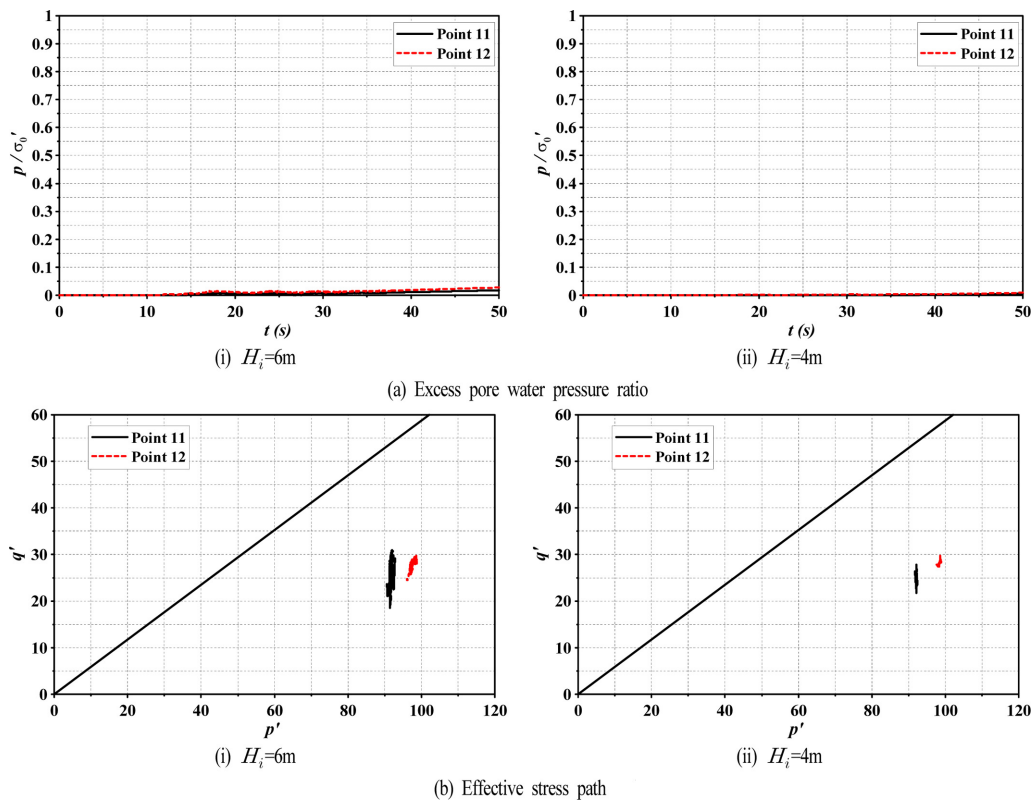 Point 11
Point 12
p / σ0′
1
0.9
0.8
0.7
0.6
0.5
0.4
0.3
0.2
0.1
0
0 10 20 30 40 50
t (s)
(i) Hi=6m
Point 11
Point 12
p / σ0′
1
0.9
0.8
0.7
0.6
0.5
0.4
0.3
0.2
0.1
0
0 10 20 30 40 50
t (s)
(ii) Hi=4m
(a) Excess pore water pressure ratio
Point 11
Point 12
q′
60
50
40
30
20
10
0
0 20 40 60 80 100 120
p′
(i) Hi=6m
Point 11
Point 12
q′
60
50
40
30
20
10
0
0 20 40 60 80 100 120
p′
(ii) Hi=4m
(b) Effective stress path